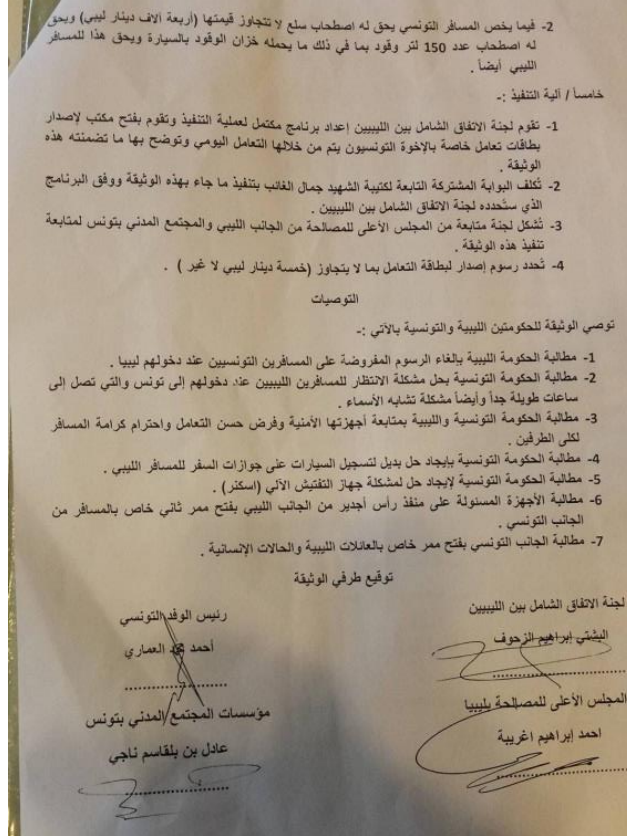 2- فيما يخص المسافر التونسي يحق له اصطحاب سلع لا تتجاوز قيمتها (أربعة آلاف دينار ليبي) ويحق
له اصطحاب عدد 150 لتر وقود بما في ذلك ما يحمله خزان الوقود بالسيارة ويحق هذا للمسافر
الليبي أيضاً .
خامساً / ألية التنفيذ :-
1- تقوم لجنة الاتفاق الشامل بين الليبيين إعداد برنامج مكتمل لعملية التنفيذ وتقوم بفتح مكتب لإصدار
بطاقات تعامل خاصة بالإخوة التونسيون يتم من خلالها التعامل اليومي وتوضح بها ما تضمنته هذه
الوثيقة .
2- تُكلف البوابة المشتركة التابعة لكتيبة الشهيد جمال الغائب بتنفيذ ما جاء بهذه الوثيقة ووفق البرنامج
الذي ستحدده لجنة الاتفاق الشامل بين الليبيين .
3- تُشكل لجنة متابعة من المجلس الأعلى للمصالحة من الجانب الليبي والمجتمع المدني بتونس لمتابعة
تنفيذ هذه الوثيقة .
4- تُحدد رسوم إصدار لبطاقة التعامل بما لا يتجاوز (خمسة دينار ليبي لا غير ) .
التوصيات
توصي الوثيقة للحكومتين الليبية والتونسية بالآتي :-
1- مطالبة الحكومة الليبية بإلغاء الرسوم المفروضة على المسافرين التونسيين عند دخولهم ليبيا .
2- مطالبة الحكومة التونسية بحل مشكلة الانتظار للمسافرين الليبيين عند دخولهم إلى تونس والتي تصل إلى
ساعات طويلة جداً وأيضاً مشكلة تشابه الأسماء .
3- مطالبة الحكومة التونسية والليبية بمتابعة أجهزتها الأمنية وفرض حسن التعامل واحترام كرامة المسافر
لكلى الطرفين .
4- مطالبة الحكومة التونسية بإيجاد حل بديل لتسجيل السيارات على جوازات السفر للمسافر الليبي .
5- مطالبة الحكومة التونسية لإيجاد حل لمشكلة جهاز التفتيش الآلي (اسكنر) .
6- مطالبة الأجهزة المسئولة على منفذ رأس أجدير من الجانب الليبي بفتح ممر ثاني خاص بالمسافر من
الجانب التونسي .
7- مطالبة الجانب التونسي بفتح ممر خاص بالعائلات الليبية والحالات الإنسانية .
توقيع طرفي الوثيقة
لجنة الاتفاق الشامل بين الليبيين
البشتي إبراهيم الزحوف
المجلس الأعلى للمصالحة بليبيا
احمد إبراهيم اغريبة
رئيس الوفد التونسي
أحمد العماري
مؤسسات المجتمع المدني بتونس
عادل بن بلقاسم ناجي